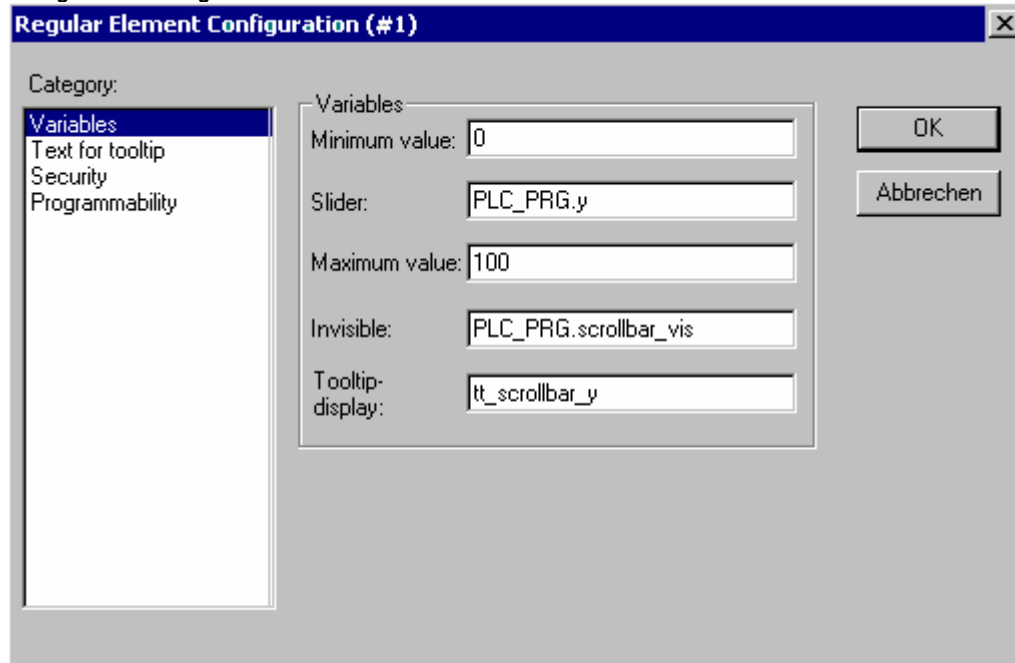 Regular Element Configuration (#1)
Category:
Variables
Text for tooltip
Security
Programmability
Variables
Minimum value: 0
Slider: PLC_PRG.y
Maximum value: 100
Invisible: PLC_PRG.scrollbar_vis
Tooltip-
display: tt_scrollbar_y
OK
Abbrechen